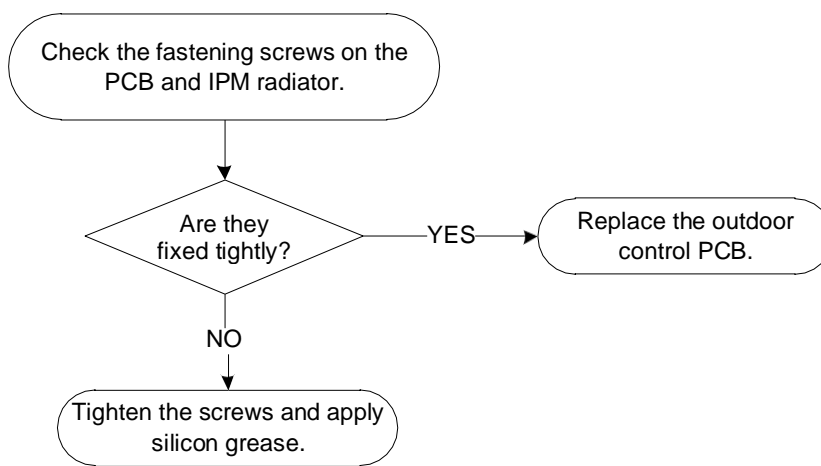 Check the fastening screws on the
PCB and IPM radiator.
Are they
fixed tightly?
YES
Replace the outdoor
control PCB.
NO
Tighten the screws and apply
silicon grease.